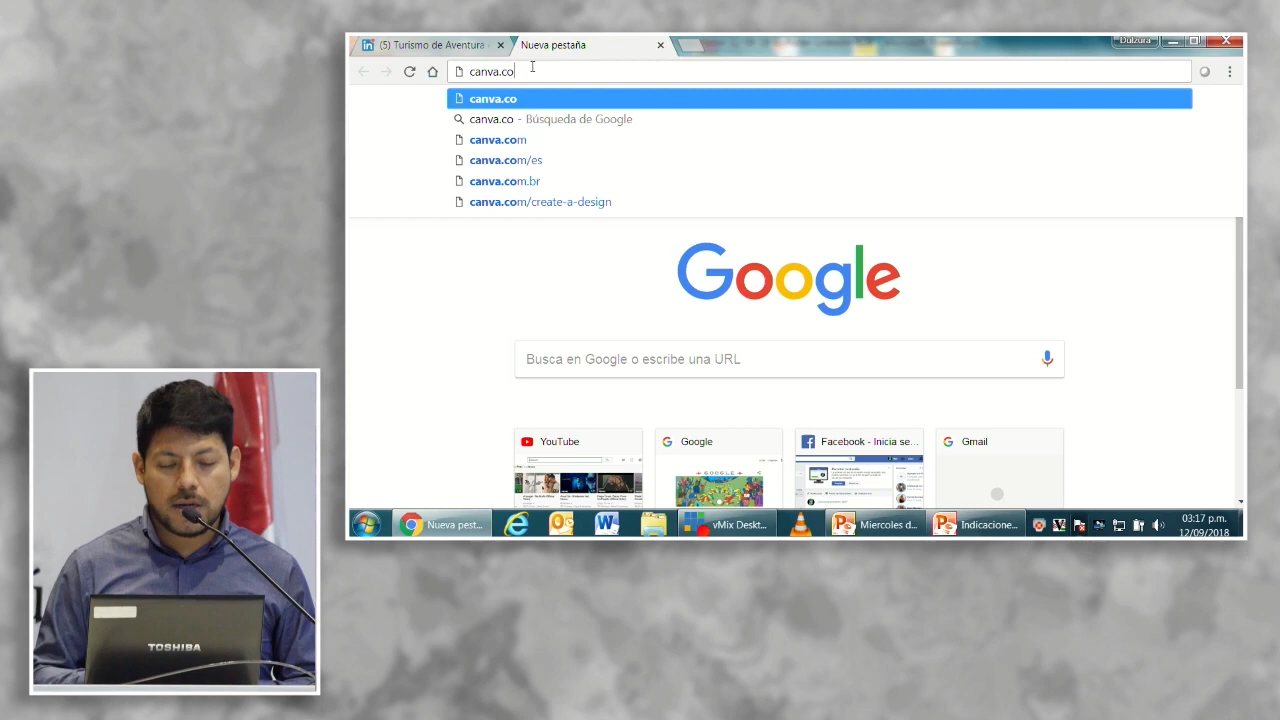 (5) Turismo de Aventura
Nueva pestaña
Dulzura
canva.co
canva.co
canva.co - Búsqueda de Google
canva.com
canva.com/es
canva.com.br
canva.com/create-a-design
Google
Busca en Google o escribe una URL
YouTube
Google
Facebook - Inicia se...
Gmail
GOOGLE
Nueva pest...
vMix Deskt...
Miercoles d...
Indicacione...
03:17 p.m.
12/09/2018
TOSHIBA